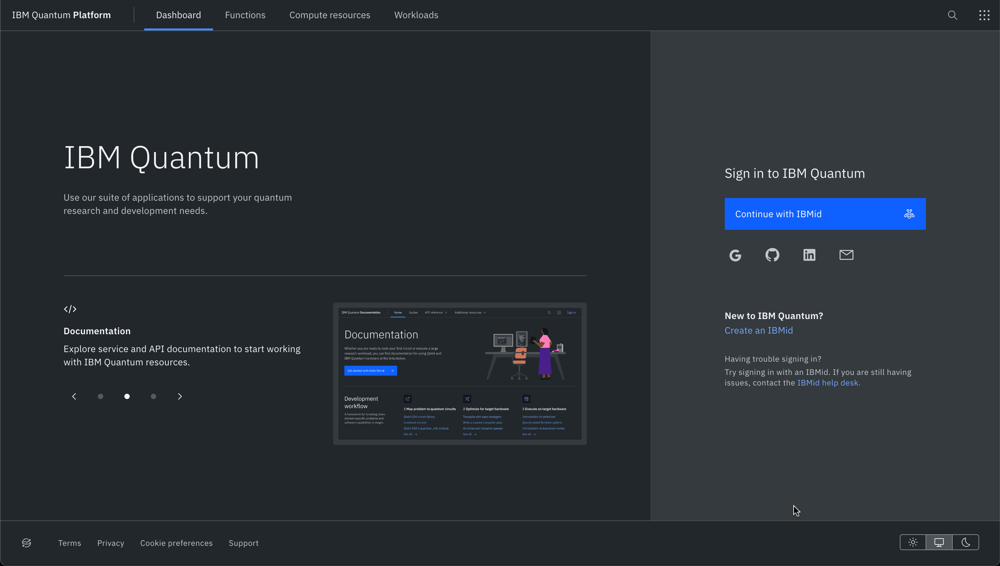 IBM Quantum Platform
Dashboard
Functions
Compute resources
Workloads
IBM Quantum
Use our suite of applications to support your quantum
research and development needs.
Documentation
Explore service and API documentation to start working
with IBM Quantum resources.
IBM Quantum Documentation
Home
Guides
API reference
Additional resources
Sign in
Documentation
Whether you are ready to code your first circuit or execute a large
research workload, you can find documentation for using Qiskit and
IBM Quantum hardware at the links below.
Get started with Hello World
Development
workflow
A framework for breaking down
domain-specific problems and
software capabilities in stages
1 Map problem to quantum circuits
Qiskit SDK circuit library
Construct circuits
Qiskit SDK's quantum_info module
See all
2 Optimize for target hardware
Transpile with pass managers
Write a custom transpiler pass
AI-enhanced transpiler passes
See all
3 Execute on target hardware
Introduction to primitives
Specify Qiskit Runtime options
Introduction to execution modes
See all
Sign in to IBM Quantum
Continue with IBMid
New to IBM Quantum?
Create an IBMid
Having trouble signing in?
Try signing in with an IBMid. If you are still having
issues, contact the IBMid help desk.
Terms
Privacy
Cookie preferences
Support